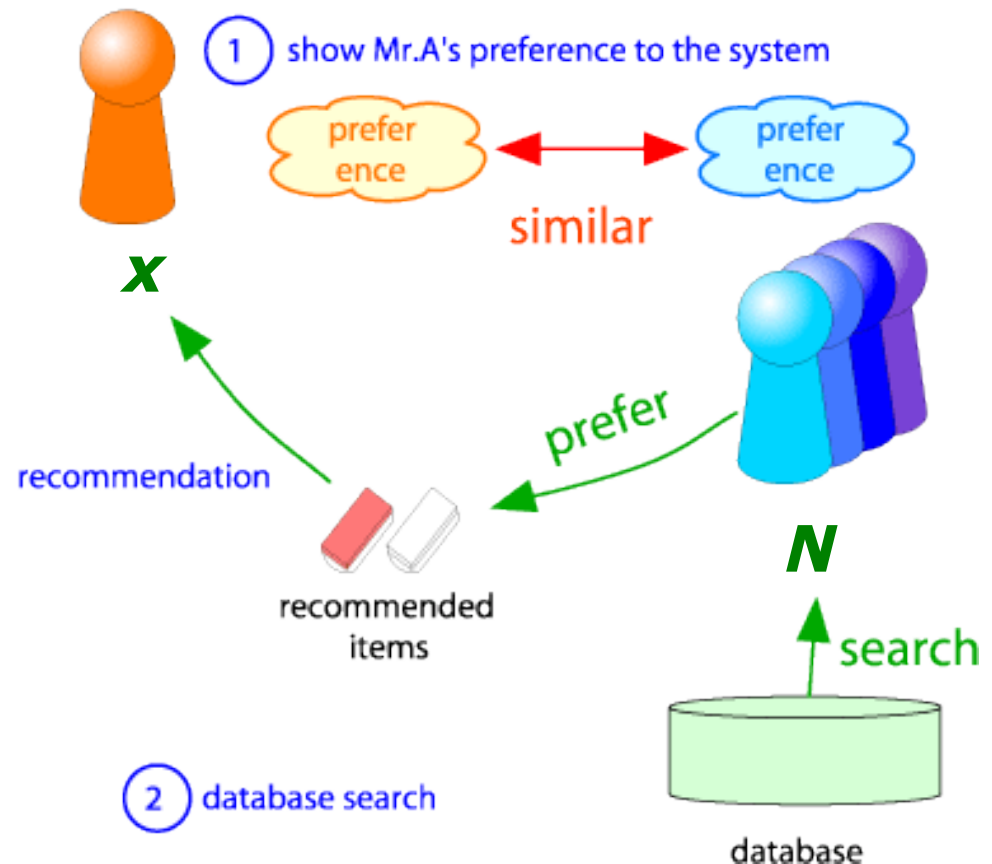 1 show Mr.A's preference to the system
prefer
ence
prefer
ence
similar
x
prefer
recommendation
N
recommended
items
search
2 database search
database